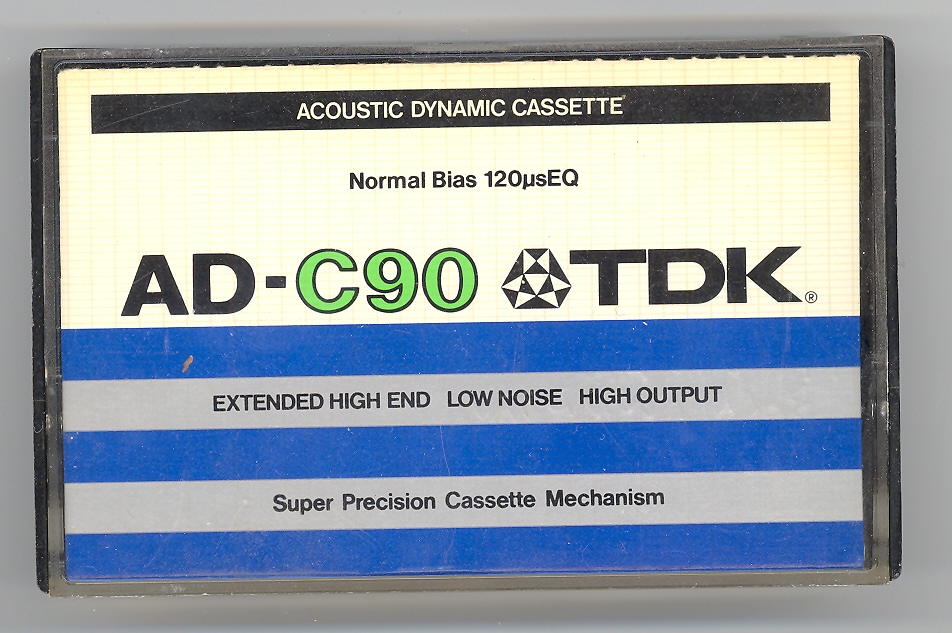 ACOUSTIC DYNAMIC CASSETTE
Normal Bias 120µsEQ
AD-C90 TDK®
EXTENDED HIGH END LOW NOISE HIGH OUTPUT
Super Precision Cassette Mechanism